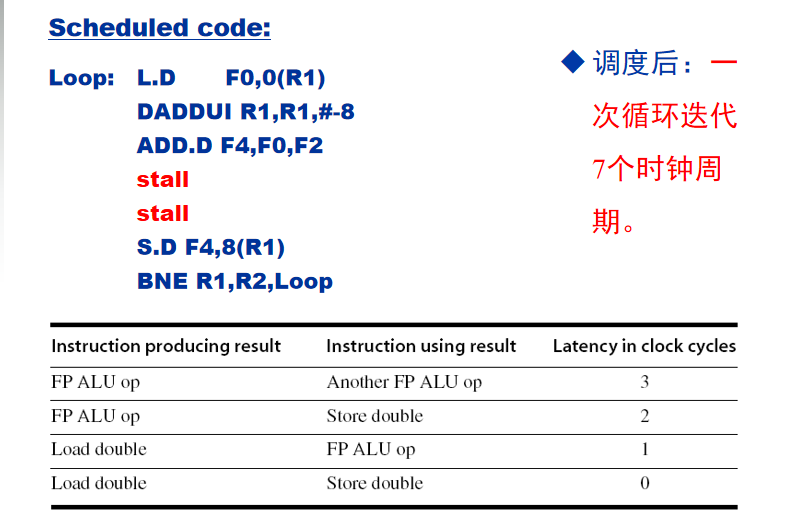 Scheduled code:
Loop: L.D F0,0(R1)
DADDUI R1,R1,#-8
ADD.D F4,F0,F2
stall
stall
S.D F4,8(R1)
BNE R1,R2,Loop
◆ 调度后：一
次循环迭代
7个时钟周
期。
Instruction producing result Instruction using result Latency in clock cycles
FP ALU op Another FP ALU op 3
FP ALU op Store double 2
Load double FP ALU op 1
Load double Store double 0